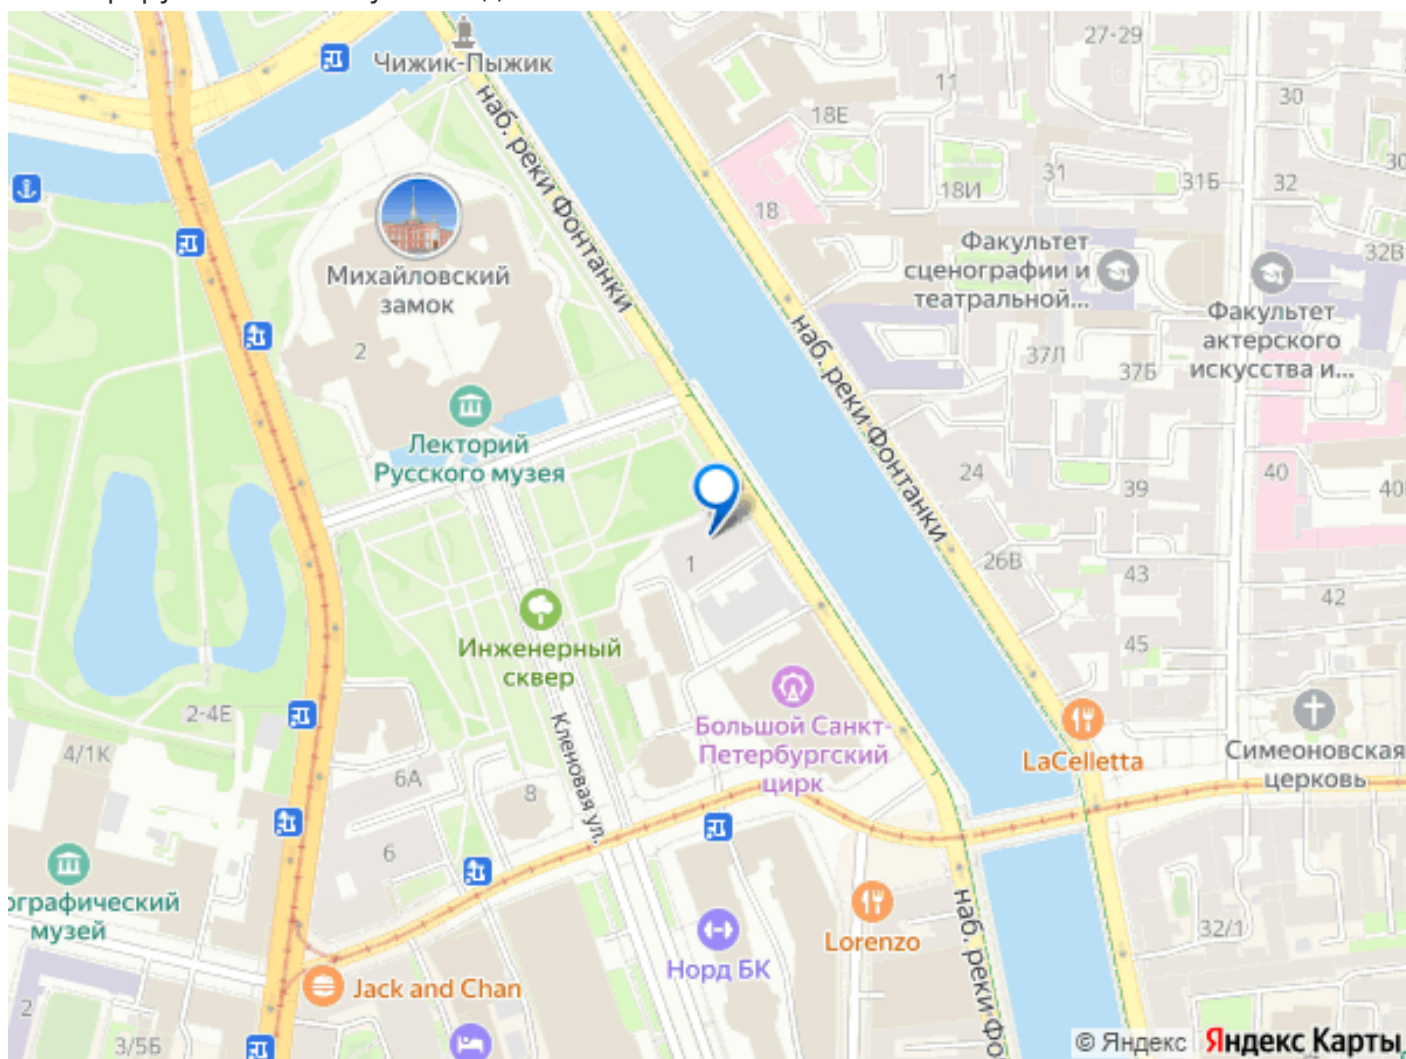 27-29
Чижик-Пыжик
11
30
18Е
наб. реки Фонтанки
31
31Б
32
18И
18
Факультет
сценографии и
театральной...
32В
Михайловский
замок
Факультет
актерского
искусства и...
2
37Л
37Б
наб. реки Фонтанки
Лекторий
Русского музея
24
39
40
1
26В
43
42
Инженерный
сквер
45
2-4Е
Большой Санкт-
Петербургский
цирк
Кленовая ул.
4/1К
6А
8
LaCelletta
Симеоновская
церковь
6
ографический
музей
Lorenzo
наб. реки Фо
32/1
Норд БК
Jack and Chan
2
3/5Б
© Яндекс
Яндекс Карты